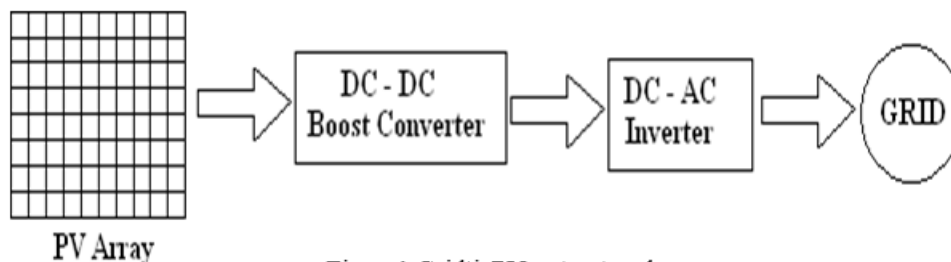 DC - DC
Boost Converter
DC - AC
Inverter
GRID
PV Array